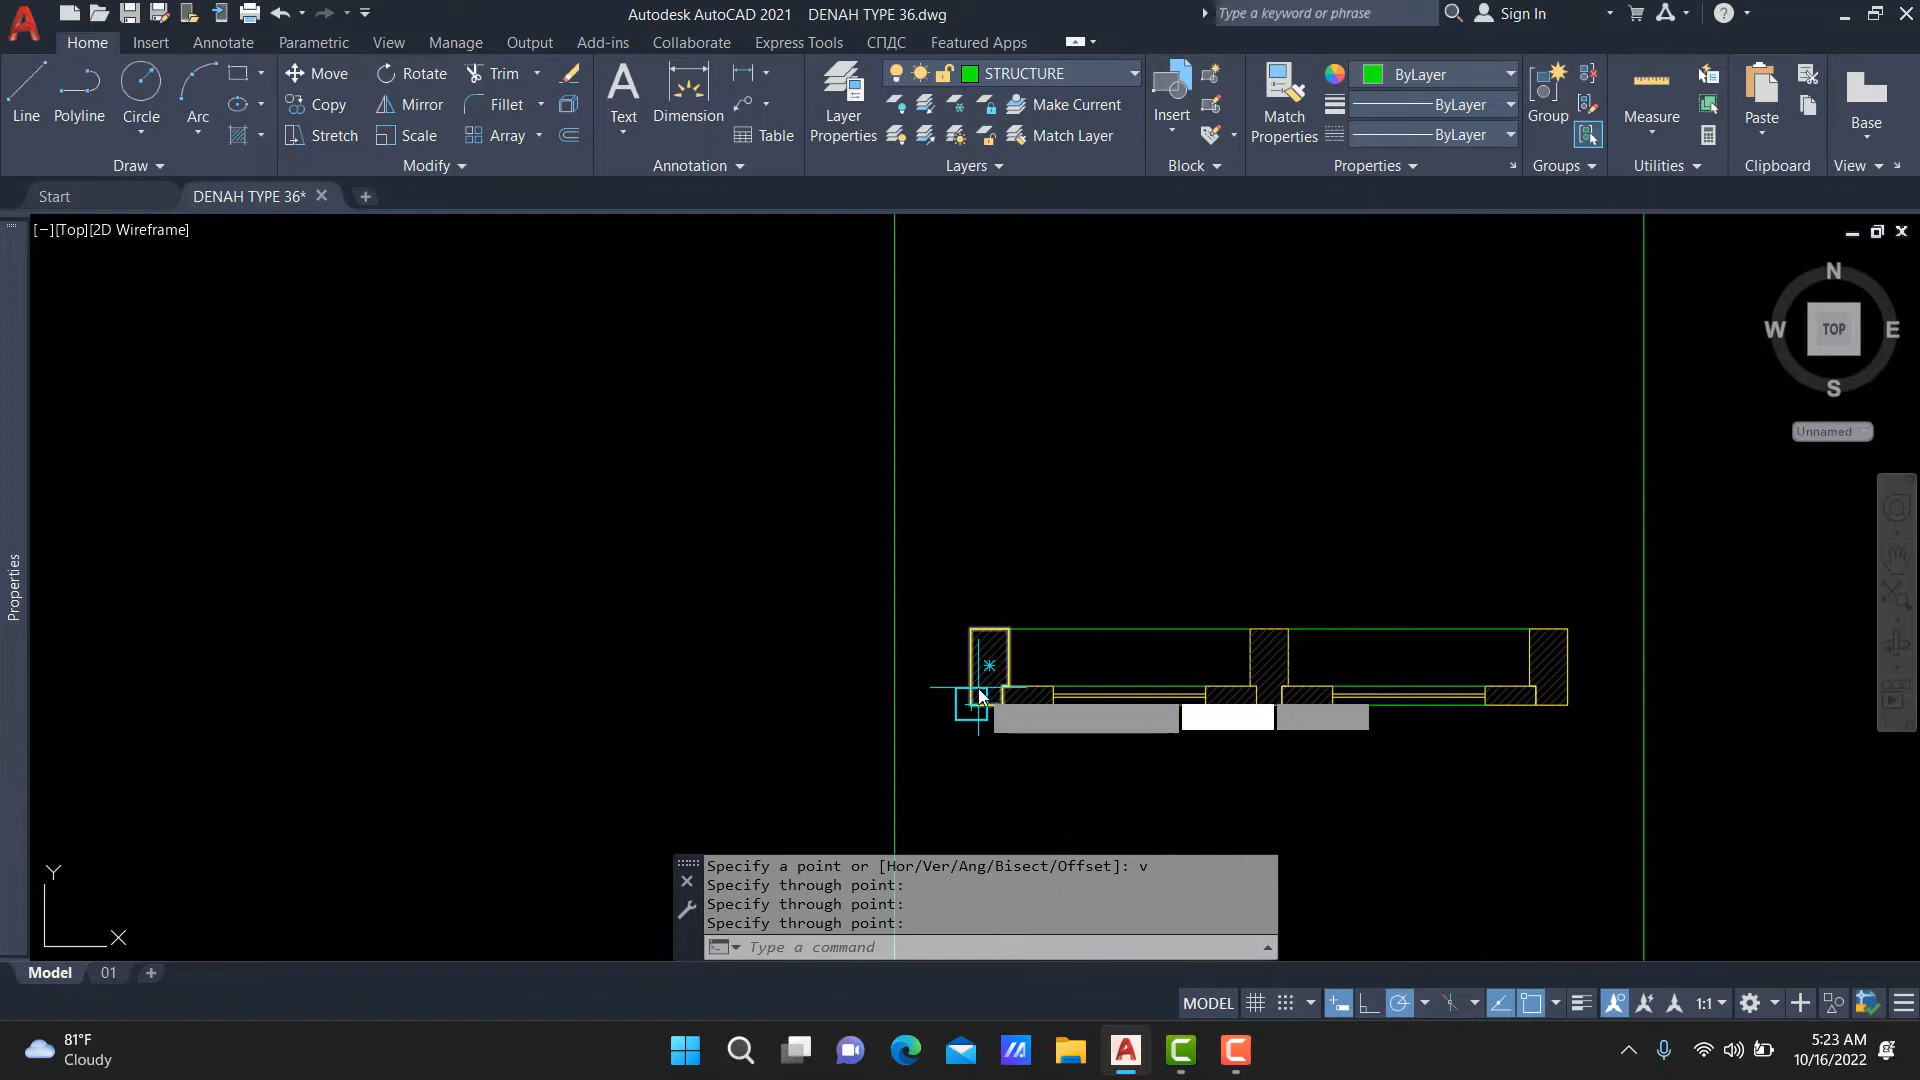 Autodesk AutoCAD 2021 DENAH TYPE 36.dwg
Type a keyword or phrase
Sign In
Home Insert Annotate Parametric View Manage Output Add-ins Collaborate Express Tools СПДС Featured Apps
Line
Polyline
Circle
Arc
Draw
Move Rotate Trim
Copy Mirror Fillet
Stretch Scale Array
Modify
Text
Dimension
Table
Annotation
Layer Properties
STRUCTURE
Make Current
Match Layer
Layers
Insert
Block
Match Properties
ByLayer
ByLayer
ByLayer
Properties
Group
Groups
Measure
Utilities
Paste
Clipboard
Base
View
Start DENAH TYPE 36*
[−][Top][2D Wireframe]
N
W TOP E
S
Unnamed
Properties
Y
X
Specify a point or [Hor/Ver/Ang/Bisect/Offset]: v
Specify through point:
Specify through point:
Specify through point:
Type a command
Model 01
MODEL 1:1
81°F
Cloudy
5:23 AM
10/16/2022